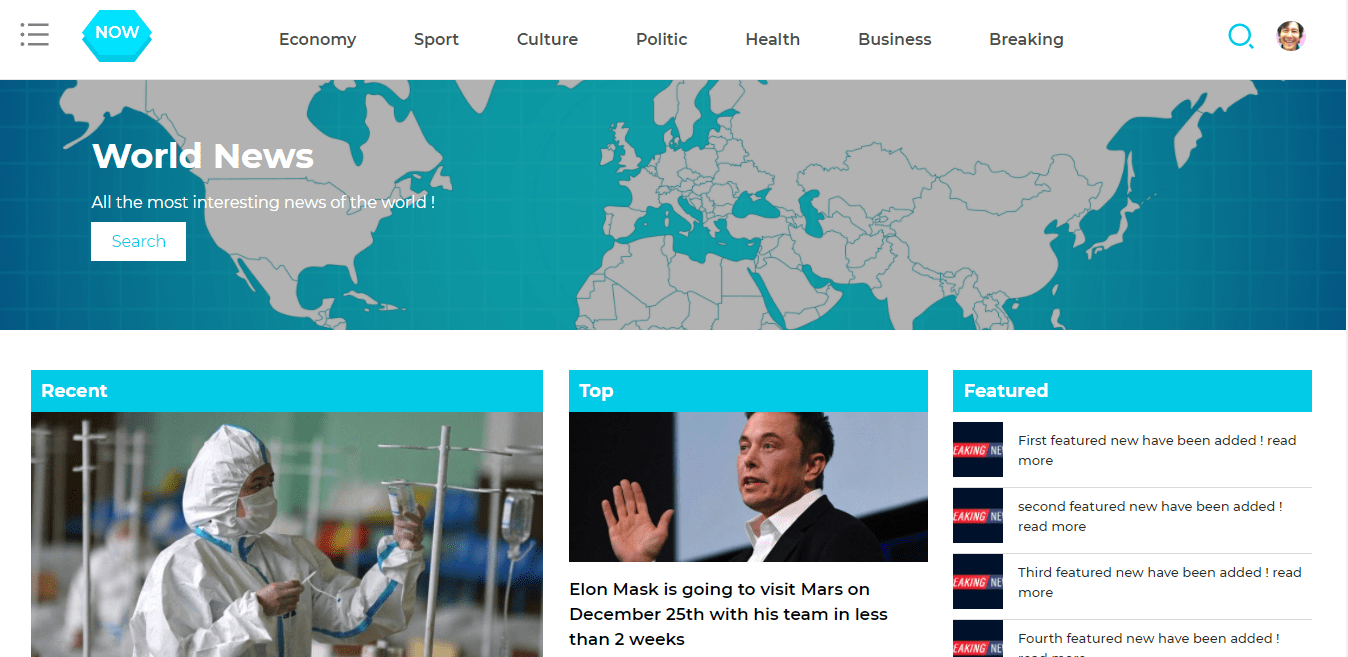 NOW
Economy Sport Culture Politic Health Business Breaking
World News
All the most interesting news of the world !
Search
Recent
Top
Featured
Elon Mask is going to visit Mars on
December 25th with his team in less
than 2 weeks
EAKING NE
First featured new have been added ! read
more
EAKING NE
second featured new have been added !
read more
EAKING NE
Third featured new have been added ! read
more
EAKING NE
Fourth featured new have been added !
read more